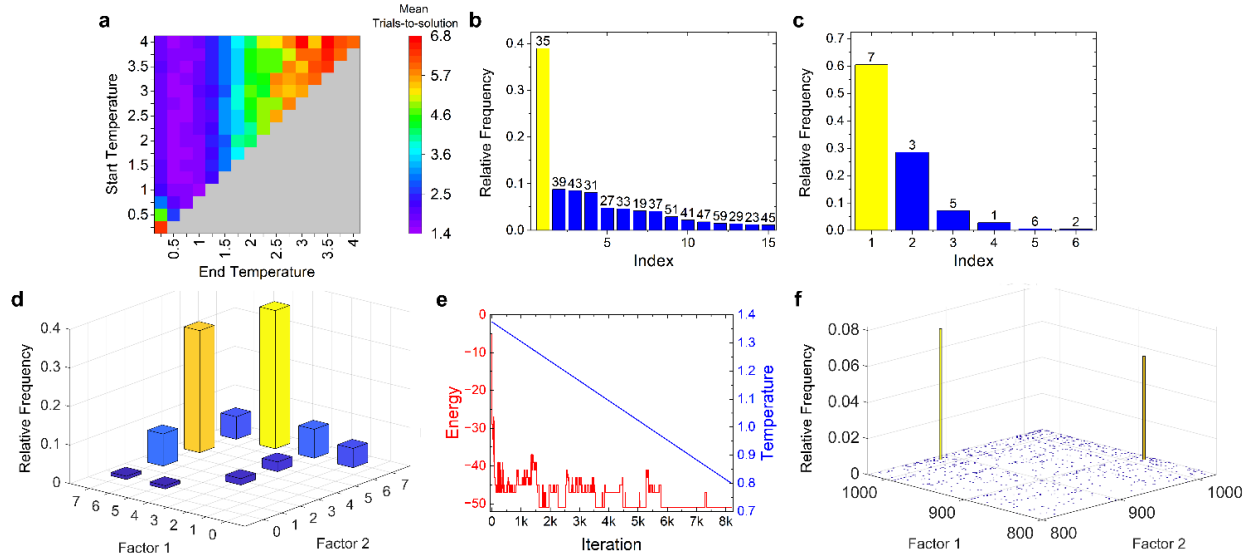 a
Mean
Trials-to-solution
4
3.5
3
2.5
2
1.5
1
0.5
Start Temperature
0.5
1
1.5
2
2.5
3
3.5
4
End Temperature
6.8
5.7
4.6
3.6
2.5
1.4
b
0.4
0.3
0.2
0.1
0.0
Relative Frequency
35
39 43 31
27 33 19 37
51 41 47 59 29 23 45
5 10 15
Index
c
0.7
0.6
0.5
0.4
0.3
0.2
0.1
0.0
Relative Frequency
7
3
5
1
6
2
1 2 3 4 5 6
Index
d
0.4
0.3
0.2
0.1
0
Relative Frequency
7 6 5 4 3 2 1 0
Factor 1
0 1 2 3 4 5 6 7
Factor 2
e
0
−10
−20
−30
−40
−50
Energy
0 1k 2k 3k 4k 5k 6k 7k 8k
Iteration
1.4
1.3
1.2
1.1
1.0
0.9
0.8
0.7
Temperature
f
0.08
0.06
0.04
0.02
0
Relative Frequency
1000 900 800
Factor 1
800 900 1000
Factor 2